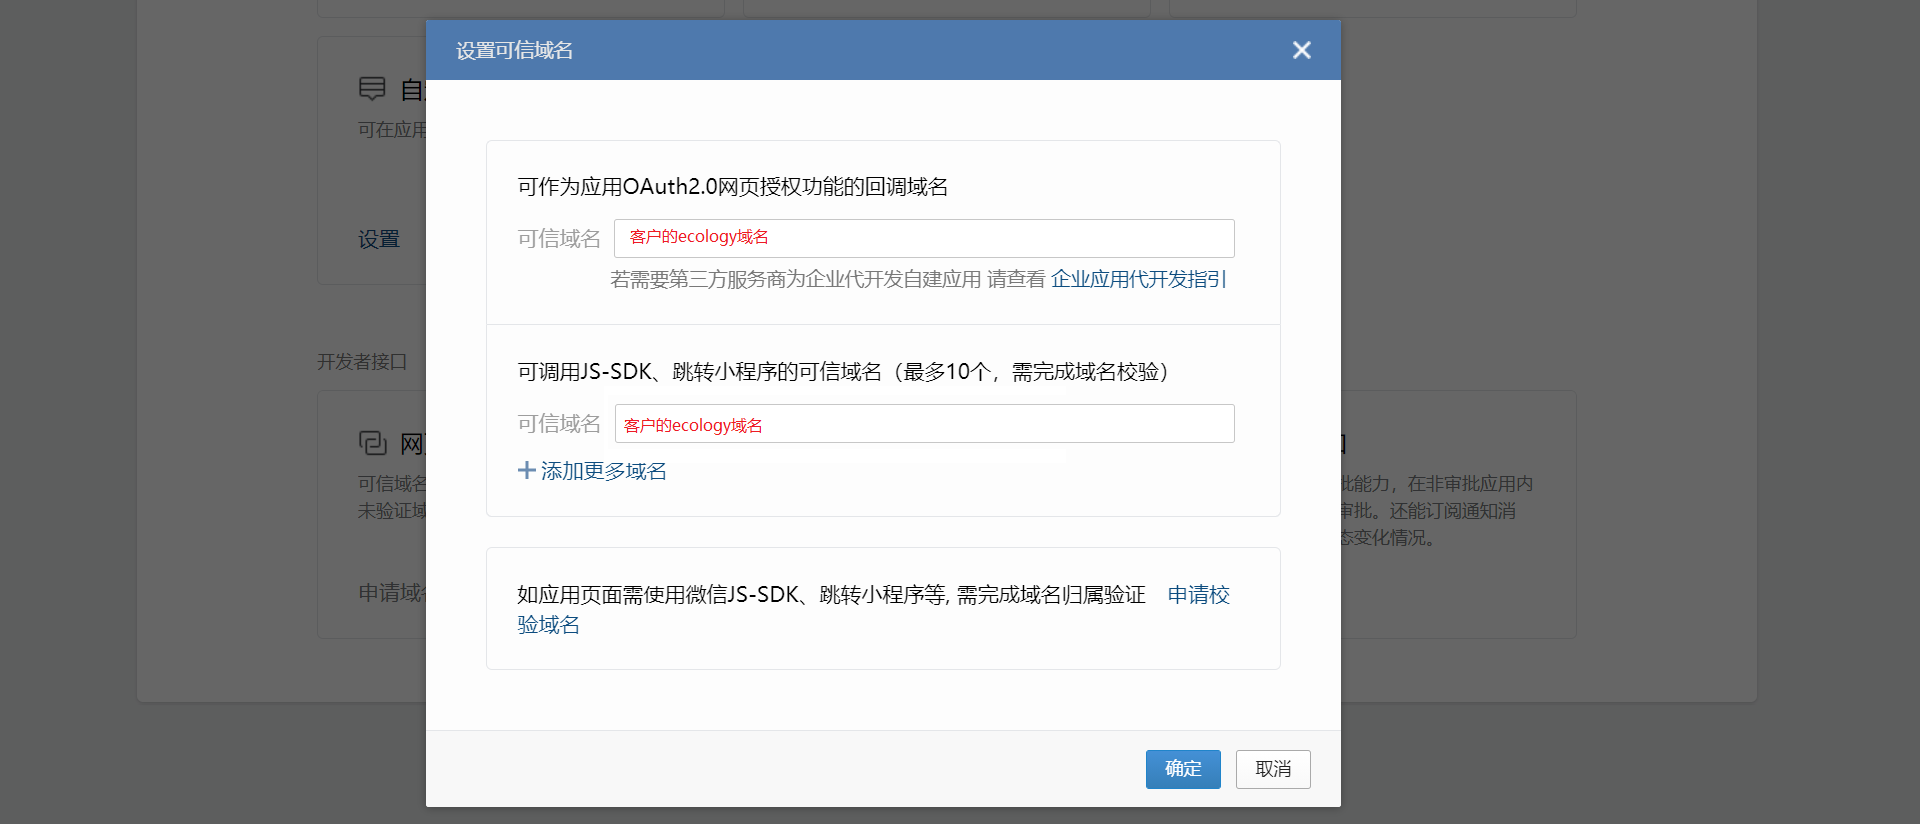 设置可信域名
可作为应用OAuth2.0网页授权功能的回调域名
可信域名 客户的ecology域名
若需要第三方服务商为企业代开发自建应用 请查看 企业应用代开发指引
可调用JS-SDK、跳转小程序的可信域名（最多10个，需完成域名校验）
可信域名 客户的ecology域名
添加更多域名
如应用页面需使用微信JS-SDK、跳转小程序等, 需完成域名归属验证 申请校
验域名
确定 取消
可在应用
设置
开发者接口
可信域名
未验证域
申请域名
批能力，在非审批应用内
审批。还能订阅通知消
态变化情况。